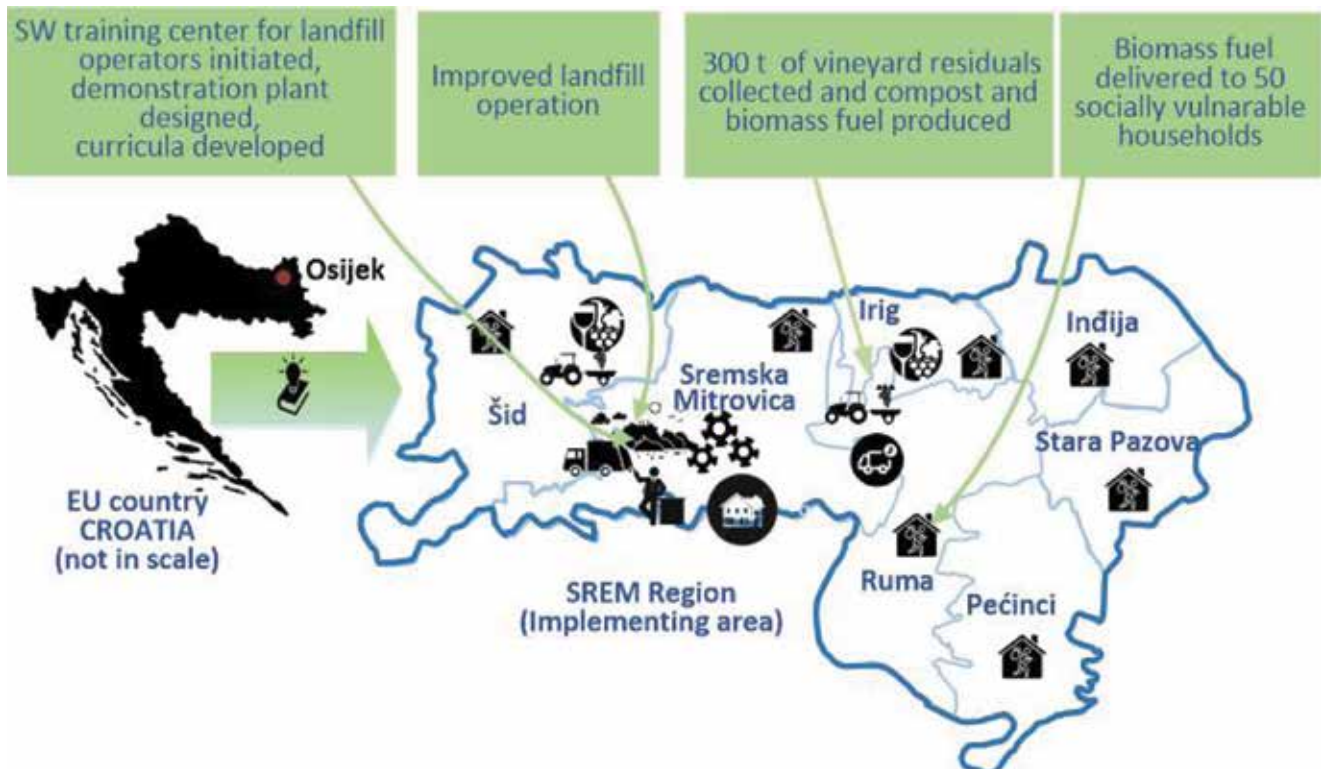 SW training center for landfill
operators initiated,
demonstration plant
designed,
curricula developed
Improved landfill
operation
300 t of vineyard residuals
collected and compost and
biomass fuel produced
Biomass fuel
delivered to 50
socially vulnarable
households
Osijek
EU country
CROATIA
(not in scale)
Šid
Sremska
Mitrovica
Irig
Inđija
Stara Pazova
Ruma
Pećinci
SREM Region
(Implementing area)